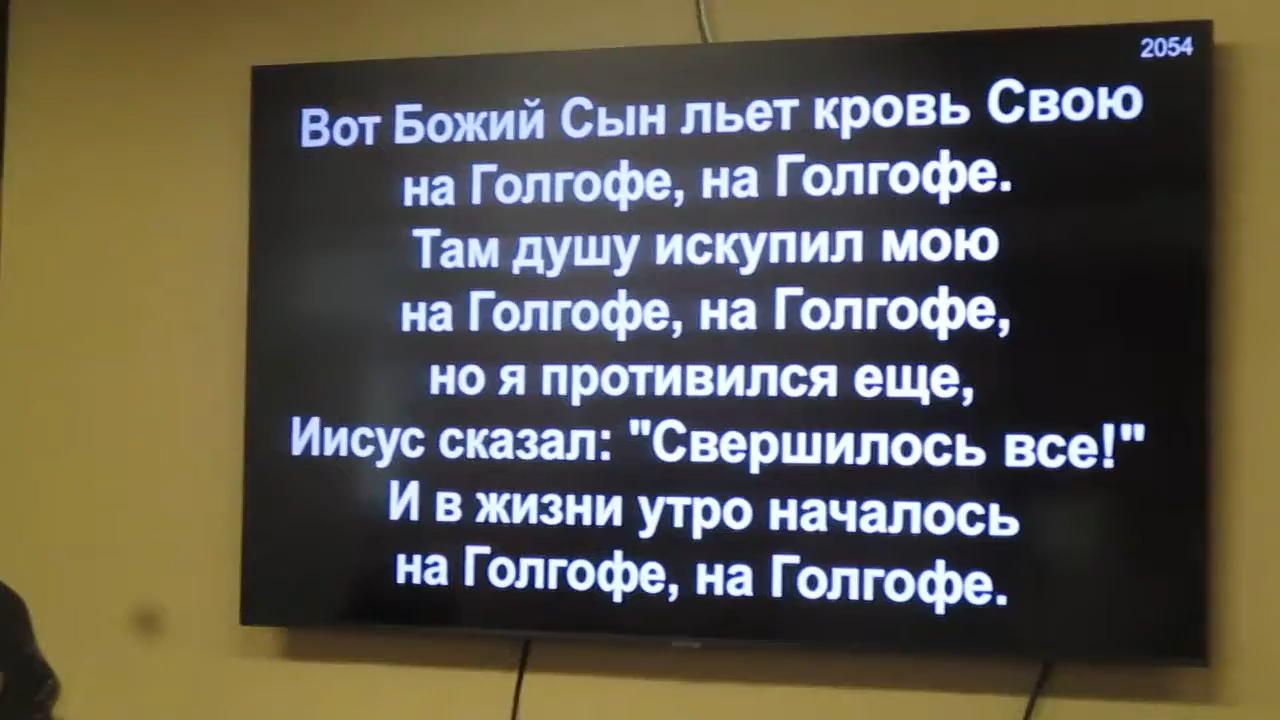 2054
Вот Божий Сын льет кровь Свою
на Голгофе, на Голгофе.
Там душу искупил мою
на Голгофе, на Голгофе,
но я противился еще,
Иисус сказал: "Свершилось все!"
И в жизни утро началось
на Голгофе, на Голгофе.